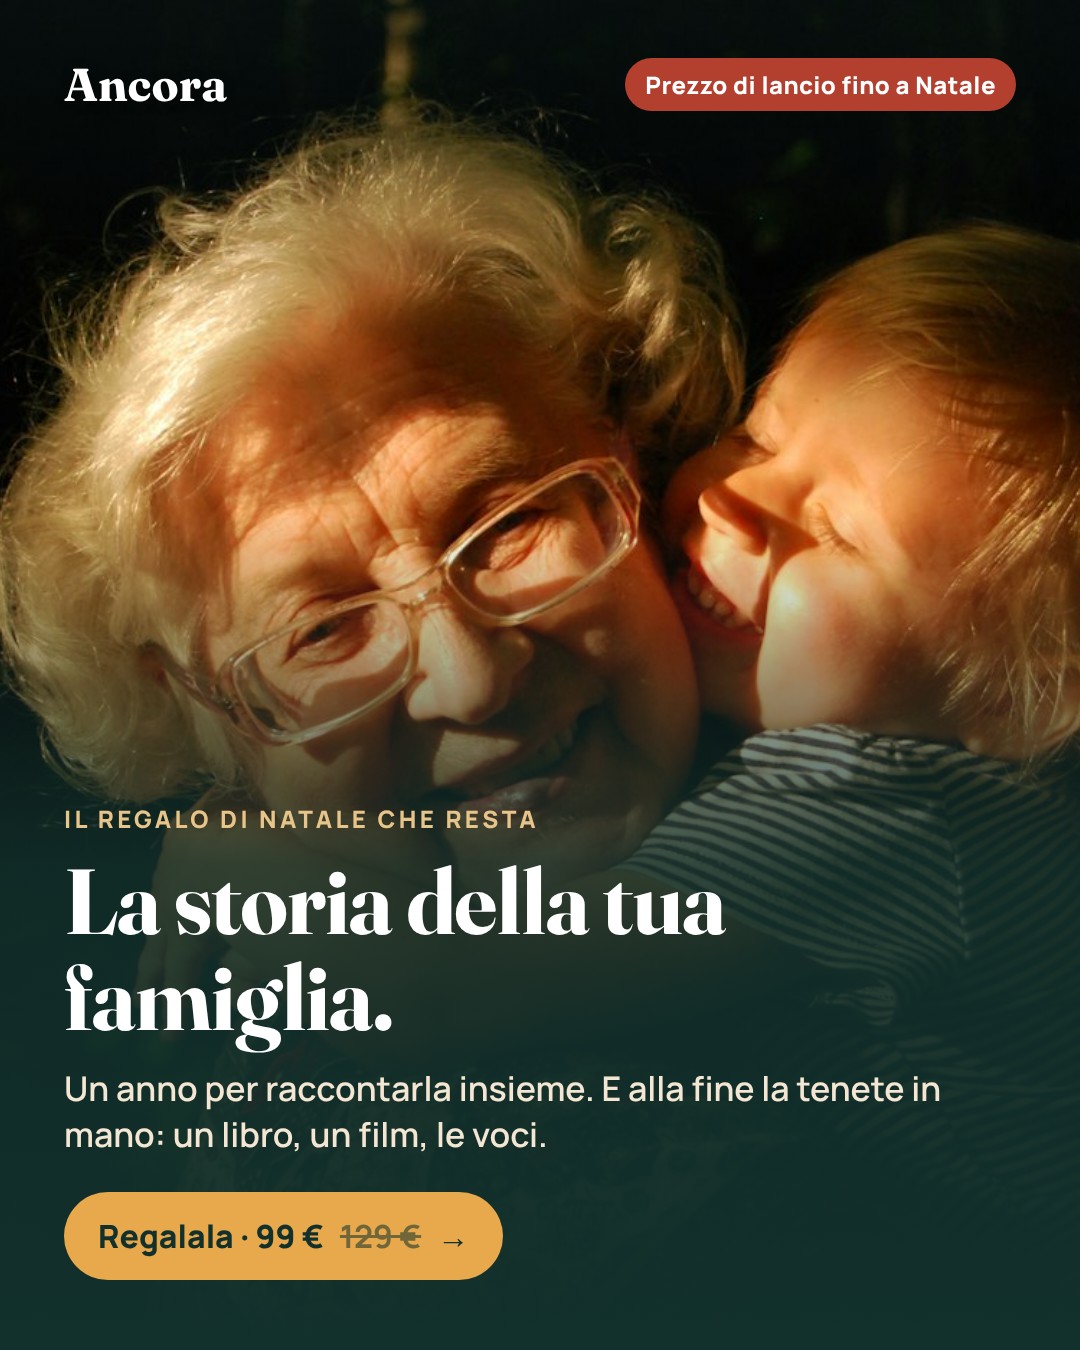 Ancora
Prezzo di lancio fino a Natale
IL REGALO DI NATALE CHE RESTA
La storia della tua
famiglia.
Un anno per raccontarla insieme. E alla fine la tenete in
mano: un libro, un film, le voci.
Regalala · 99 € 129 € →